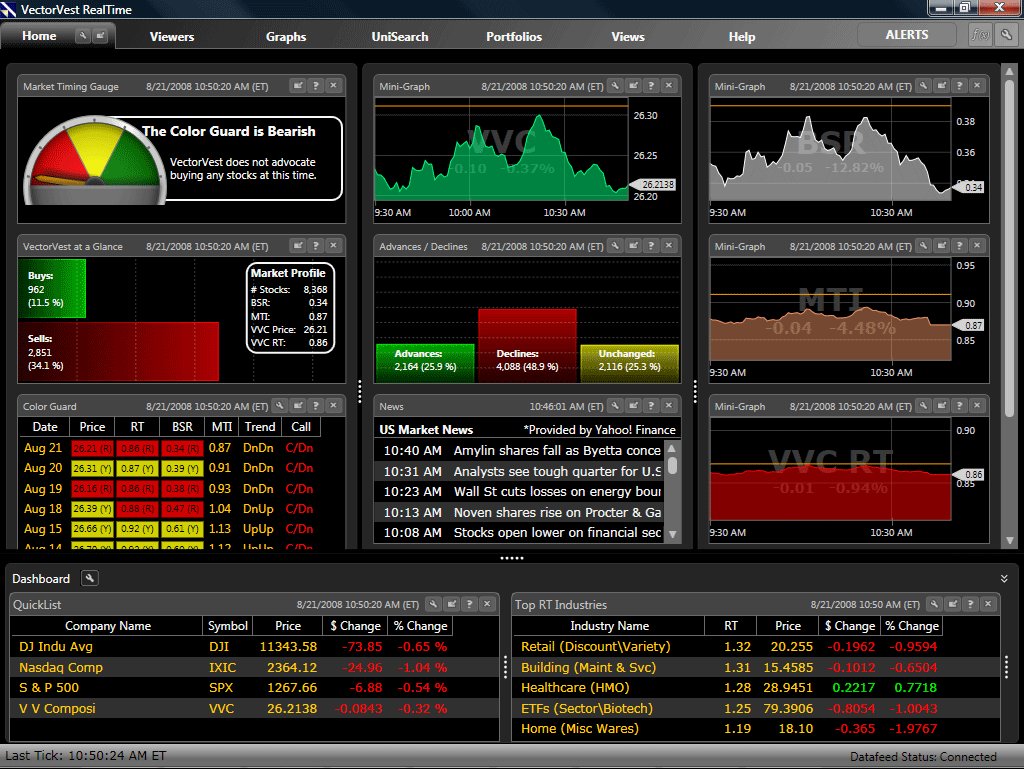 VectorVest RealTime
Home Viewers Graphs UniSearch Portfolios Views Help ALERTS f(x)
Market Timing Gauge 8/21/2008 10:50:20 AM (ET)
The Color Guard is Bearish
VectorVest does not advocate
buying any stocks at this time.
VectorVest at a Glance 8/21/2008 10:50:20 AM (ET)
Buys:
962
(11.5 %)
Sells:
2,851
(34.1 %)
Market Profile
# Stocks: 8,368
BSR: 0.34
MTI: 0.87
VVC Price: 26.21
VVC RT: 0.86
Color Guard 8/21/2008 10:50:20 AM (ET)
Date Price RT BSR MTI Trend Call
Aug 21 26.21 (R) 0.86 (R) 0.34 (R) 0.87 DnDn C/Dn
Aug 20 26.31 (Y) 0.87 (Y) 0.39 (Y) 0.91 DnDn C/Dn
Aug 19 26.16 (R) 0.86 (R) 0.38 (R) 0.93 DnDn C/Dn
Aug 18 26.39 (Y) 0.88 (R) 0.47 (R) 1.04 DnDn C/Dn
Aug 15 26.66 (Y) 0.92 (Y) 0.61 (Y) 1.13 UpUp C/Dn
Aug 14 1.12 UpUp C/Dn
Mini-Graph 8/21/2008 10:50:20 AM (ET)
VVC
-0.10 -0.37%
26.30
26.25
26.2138
26.20
9:30 AM 10:00 AM 10:30 AM
Advances / Declines 8/21/2008 10:50:20 AM (ET)
Advances:
2,164 (25.9 %)
Declines:
4,088 (48.9 %)
Unchanged:
2,116 (25.3 %)
News 10:46:01 AM (ET)
US Market News *Provided by Yahoo! Finance
10:40 AM Amylin shares fall as Byetta conce
10:31 AM Analysts see tough quarter for U.S
10:23 AM Wall St cuts losses on energy boun
10:13 AM Noven shares rise on Procter & Ga
10:08 AM Stocks open lower on financial sec
Mini-Graph 8/21/2008 10:50:20 AM (ET)
BSR
-0.05 -12.82%
0.38
0.36
0.34
9:30 AM 10:30 AM
Mini-Graph 8/21/2008 10:50:20 AM (ET)
MTI
-0.04 -4.48%
0.95
0.90
0.87
0.85
9:30 AM 10:30 AM
Mini-Graph 8/21/2008 10:50:20 AM (ET)
VVC RT
-0.01 -0.94%
0.90
0.86
0.85
9:30 AM 10:30 AM
Dashboard
QuickList 8/21/2008 10:50:20 AM (ET)
Company Name Symbol Price $ Change % Change
DJ Indu Avg DJI 11343.58 -73.85 -0.65 %
Nasdaq Comp IXIC 2364.12 -24.96 -1.04 %
S & P 500 SPX 1267.66 -6.88 -0.54 %
V V Composi VVC 26.2138 -0.0843 -0.32 %
Top RT Industries 8/21/2008 10:50 AM (ET)
Industry Name RT Price $ Change % Change
Retail (Discount\Variety) 1.32 20.255 -0.1962 -0.9594
Building (Maint & Svc) 1.31 15.4585 -0.1012 -0.6504
Healthcare (HMO) 1.28 28.9451 0.2217 0.7718
ETFs (Sector\Biotech) 1.25 79.3906 -0.8054 -1.0043
Home (Misc Wares) 1.19 18.10 -0.365 -1.9767
Last Tick: 10:50:24 AM ET Datafeed Status: Connected